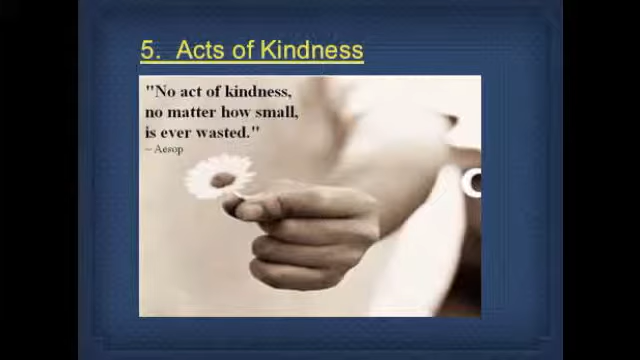 5. Acts of Kindness
"No act of kindness,
no matter how small,
is ever wasted."
– Aesop